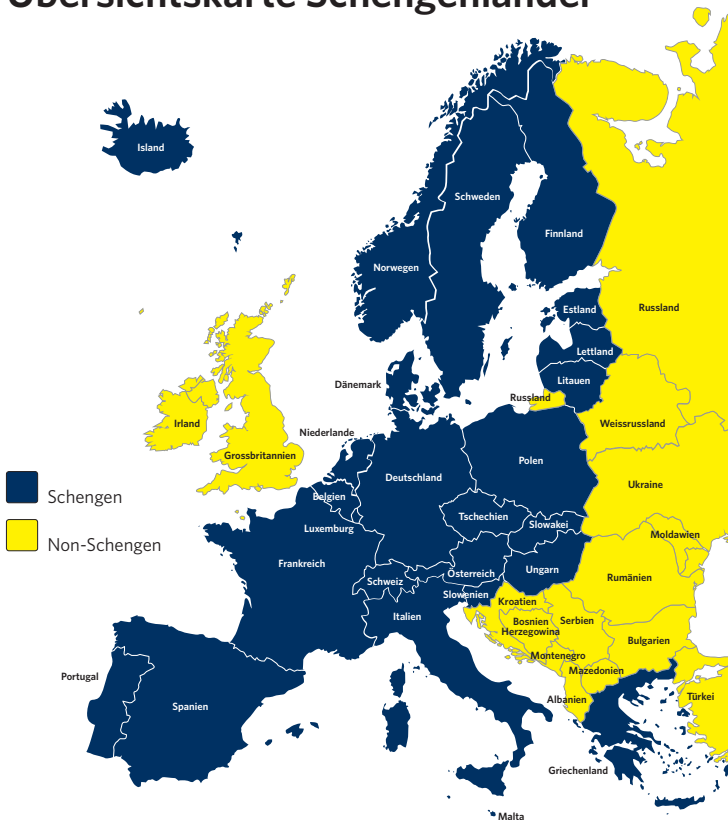 Übersichtskarte Schengenländer
Island
Schweden
Finnland
Norwegen
Estland
Russland
Lettland
Litauen
Dänemark
Russland
Irland
Niederlande
Weissrussland
Grossbritannien
Polen
Deutschland
Ukraine
Schengen
Belgien
Tschechien
Slowakei
Luxemburg
Moldawien
Non-Schengen
Frankreich
Ungarn
Österreich
Rumänien
Schweiz
Slowenien
Kroatien
Italien
Bosnien
Herzegowina
Serbien
Bulgarien
Montenegro
Mazedonien
Portugal
Albanien
Türkei
Spanien
Griechenland
Malta